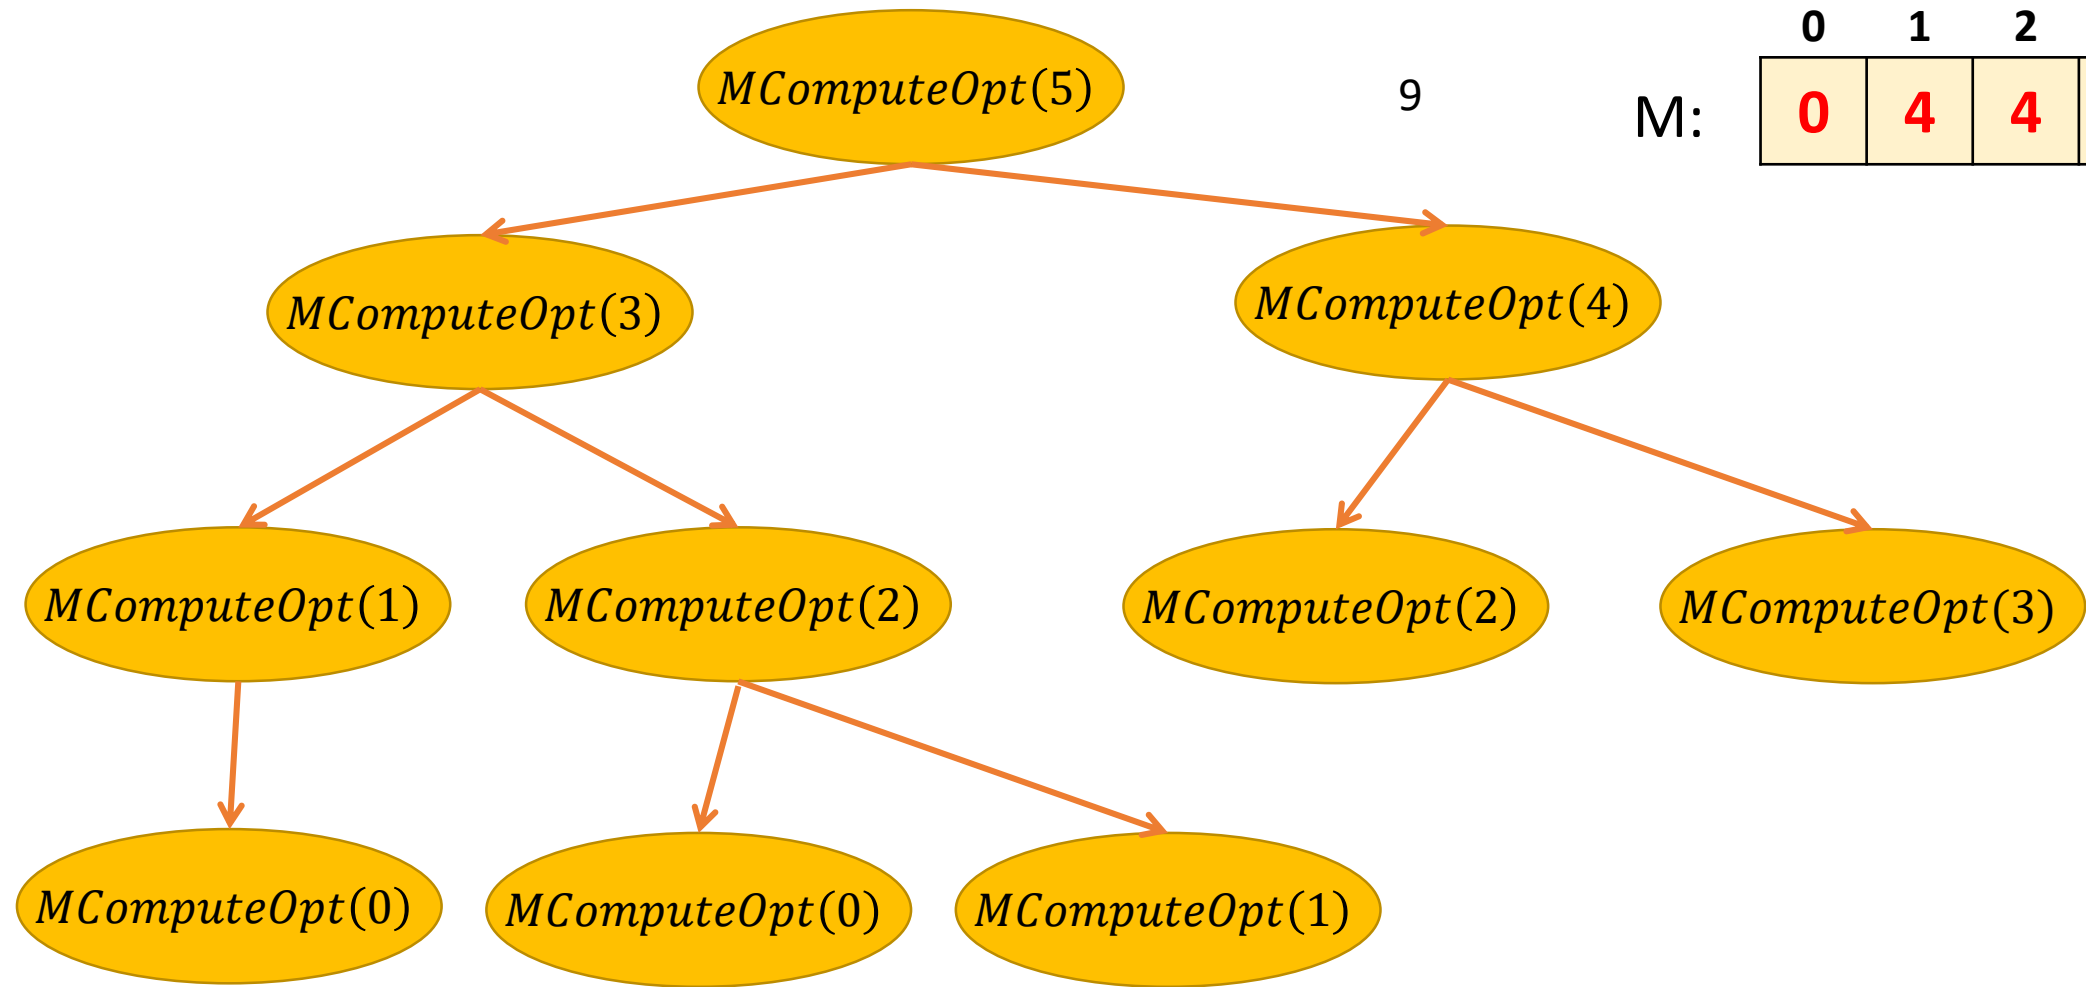 0 1 2
MComputeOpt(5) 9 M: 0 4 4
MComputeOpt(3) MComputeOpt(4)
MComputeOpt(1) MComputeOpt(2) MComputeOpt(2) MComputeOpt(3)
MComputeOpt(0) MComputeOpt(0) MComputeOpt(1)